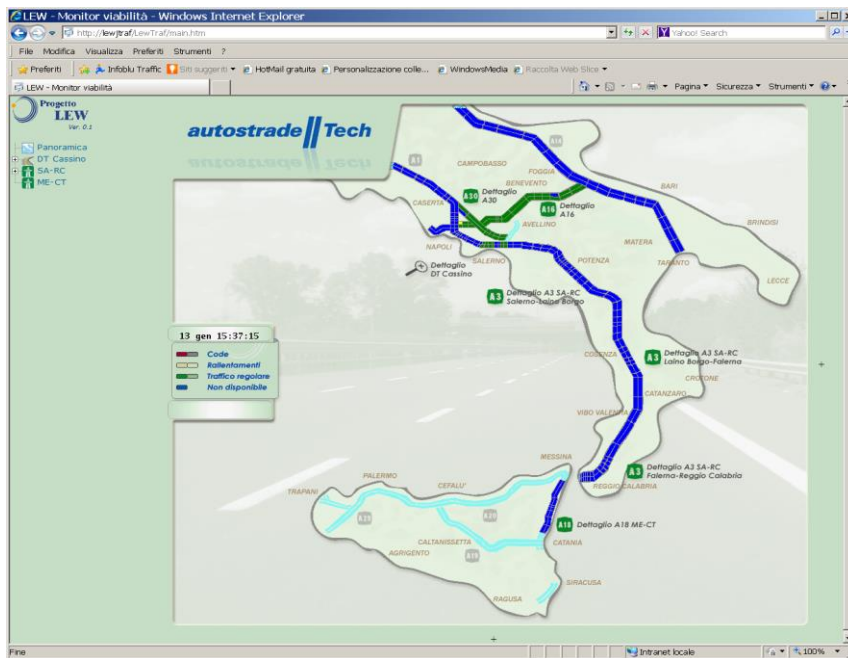 LEW - Monitor viabilità - Windows Internet Explorer
http://lewjtraf/LewTraf/main.htm
Yahoo! Search
File Modifica Visualizza Preferiti Strumenti ?
Preferiti
Infoblu Traffic
Siti suggeriti
HotMail gratuita
Personalizzazione colle...
WindowsMedia
Raccolta Web Slice
LEW - Monitor viabilità
Pagina
Sicurezza
Strumenti
Progetto
LEW
Ver. 0.1
Panoramica
DT Cassino
SA-RC
ME-CT
autostrade Tech
A1
A14
CAMPOBASSO
FOGGIA
BENEVENTO
BARI
CASERTA
A30
Dettaglio
A30
A16
Dettaglio
A16
AVELLINO
BRINDISI
NAPOLI
MATERA
SALERNO
POTENZA
TARANTO
LECCE
Dettaglio
DT Cassino
A3
Dettaglio A3 SA-RC
Salerno-Laino Borgo
13 gen 15:37:15
Code
Rallentamenti
Traffico regolare
Non disponibile
COSENZA
A3
Dettaglio A3 SA-RC
Laino Borgo-Falerna
CROTONE
CATANZARO
VIBO VALENTIA
MESSINA
A3
Dettaglio A3 SA-RC
Falerna-Reggio Calabria
REGGIO CALABRIA
PALERMO
CEFALU'
TRAPANI
A20
CALTANISSETTA
A18
Dettaglio A18 ME-CT
CATANIA
AGRIGENTO
A19
SIRACUSA
RAGUSA
Fine
Intranet locale
100%